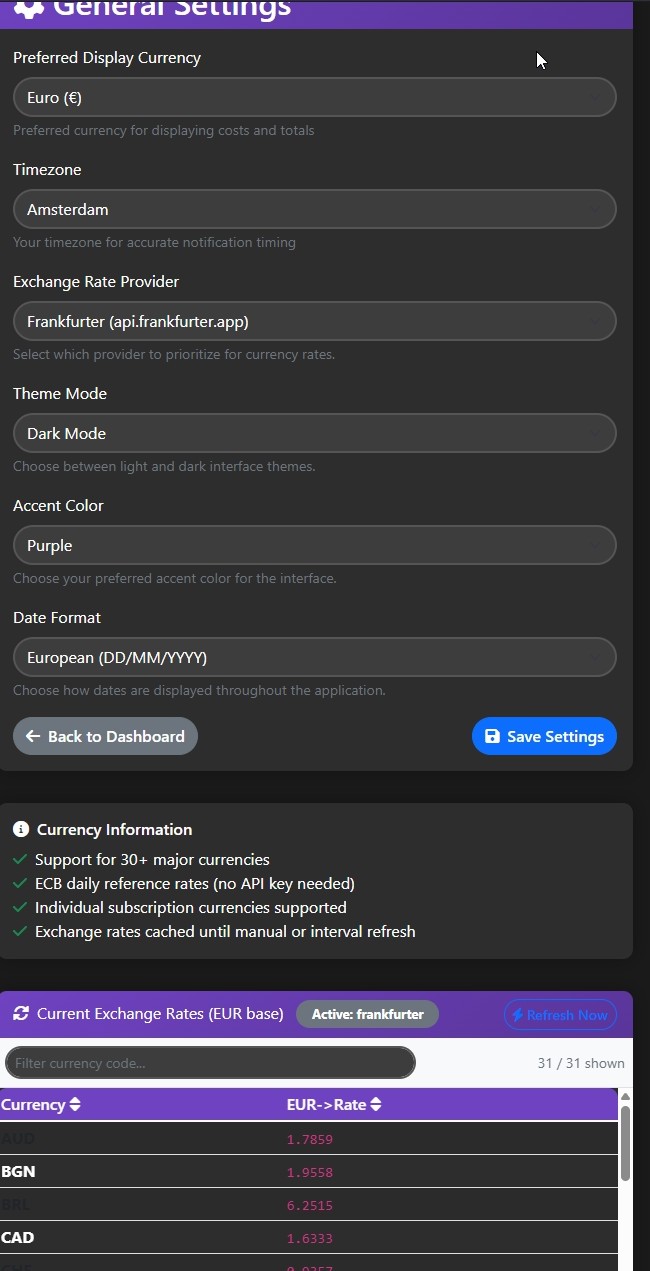 General Settings
Preferred Display Currency
Euro (€)
Preferred currency for displaying costs and totals
Timezone
Amsterdam
Your timezone for accurate notification timing
Exchange Rate Provider
Frankfurter (api.frankfurter.app)
Select which provider to prioritize for currency rates.
Theme Mode
Dark Mode
Choose between light and dark interface themes.
Accent Color
Purple
Choose your preferred accent color for the interface.
Date Format
European (DD/MM/YYYY)
Choose how dates are displayed throughout the application.
Back to Dashboard Save Settings
Currency Information
Support for 30+ major currencies
ECB daily reference rates (no API key needed)
Individual subscription currencies supported
Exchange rates cached until manual or interval refresh
Current Exchange Rates (EUR base) Active: frankfurter Refresh Now
Filter currency code... 31 / 31 shown
Currency EUR->Rate
AUD 1.7859
BGN 1.9558
BRL 6.2515
CAD 1.6333